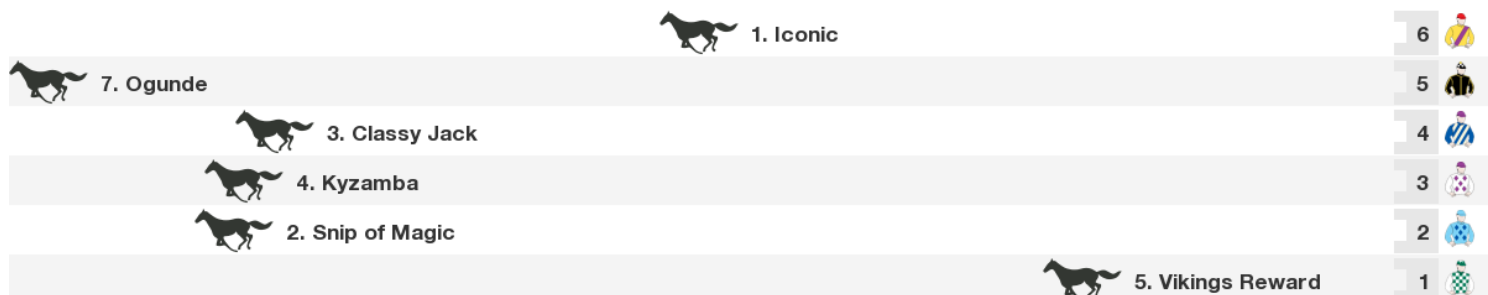 1. Iconic 6
7. Ogunde 5
3. Classy Jack 4
4. Kyzamba 3
2. Snip of Magic 2
5. Vikings Reward 1